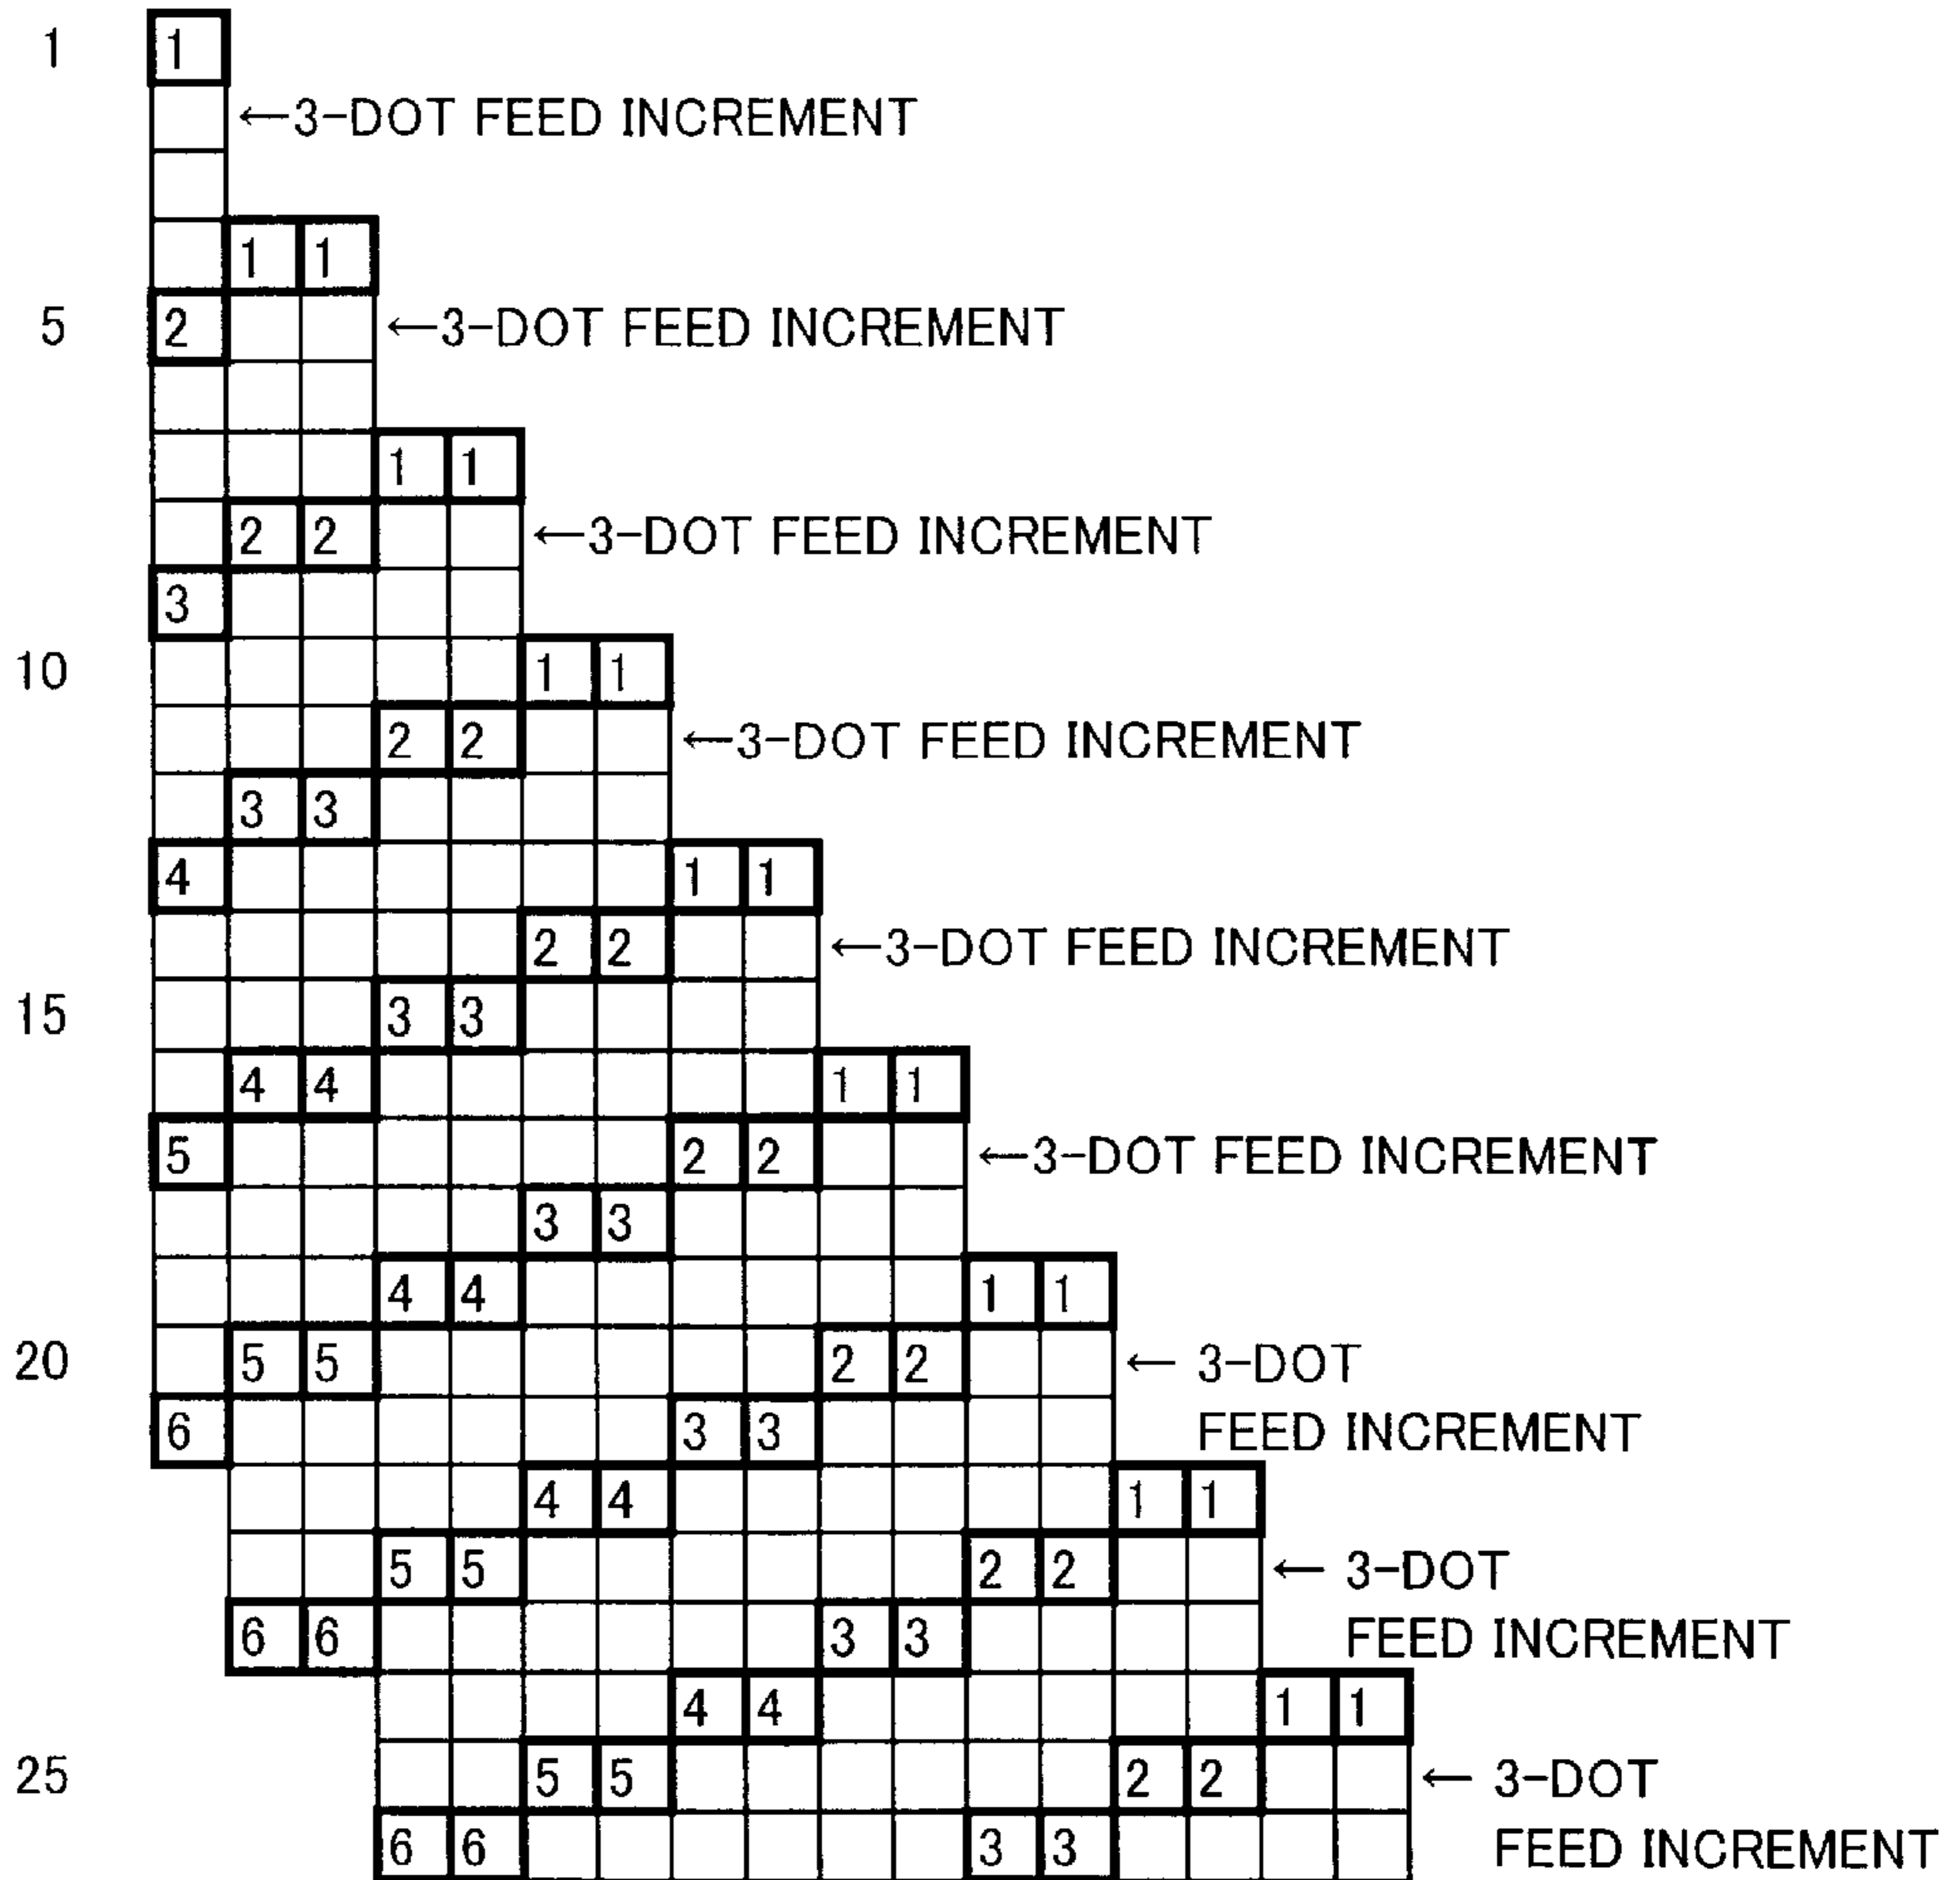 1 1
←3-DOT FEED INCREMENT
1 1
5 2 ←3-DOT FEED INCREMENT
1 1
2 2 ←3-DOT FEED INCREMENT
3
10 1 1
2 2 ←3-DOT FEED INCREMENT
3 3
4 1 1
2 2 ←3-DOT FEED INCREMENT
15 3 3
4 4 1 1
5 2 2 ←3-DOT FEED INCREMENT
3 3
4 4 1 1
20 5 5 2 2 ← 3-DOT
6 3 3 FEED INCREMENT
4 4 1 1
5 5 2 2 ← 3-DOT
6 6 3 3 FEED INCREMENT
4 4 1 1
25 5 5 2 2 ← 3-DOT
6 6 3 3 FEED INCREMENT